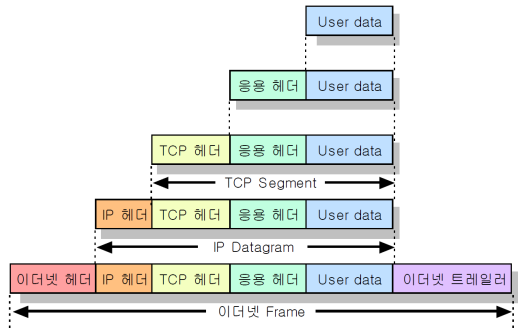 User data
응용 헤더 User data
TCP 헤더 응용 헤더 User data
TCP Segment
IP 헤더 TCP 헤더 응용 헤더 User data
IP Datagram
이더넷 헤더 IP 헤더 TCP 헤더 응용 헤더 User data 이더넷 트레일러
이더넷 Frame